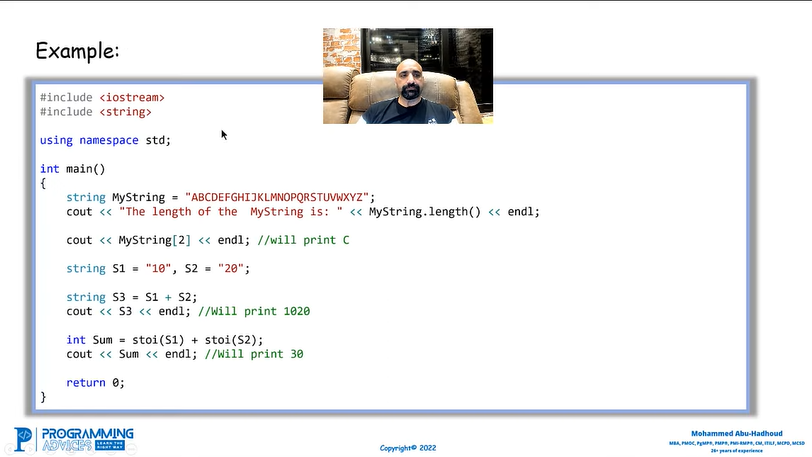 Example:
#include <iostream>
#include <string>
using namespace std;
int main()
{
string MyString = "ABCDEFGHIJKLMNOPQRSTUVWXYZ";
cout << "The length of the  MyString is: " << MyString.length() << endl;
cout << MyString[2] << endl; //will print C
string S1 = "10", S2 = "20";
string S3 = S1 + S2;
cout << S3 << endl; //Will print 1020
int Sum = stoi(S1) + stoi(S2);
cout << Sum << endl; //Will print 30
return 0;
}
PROGRAMMING
ADVICES LEARN THE RIGHT WAY
Copyright© 2022
Mohammed Abu-Hadhoud
MBA, PMOC, PgMP®, PMP®, PMI-RMP®, CM, ITILF, MCPD, MCSD
26+ years of experience